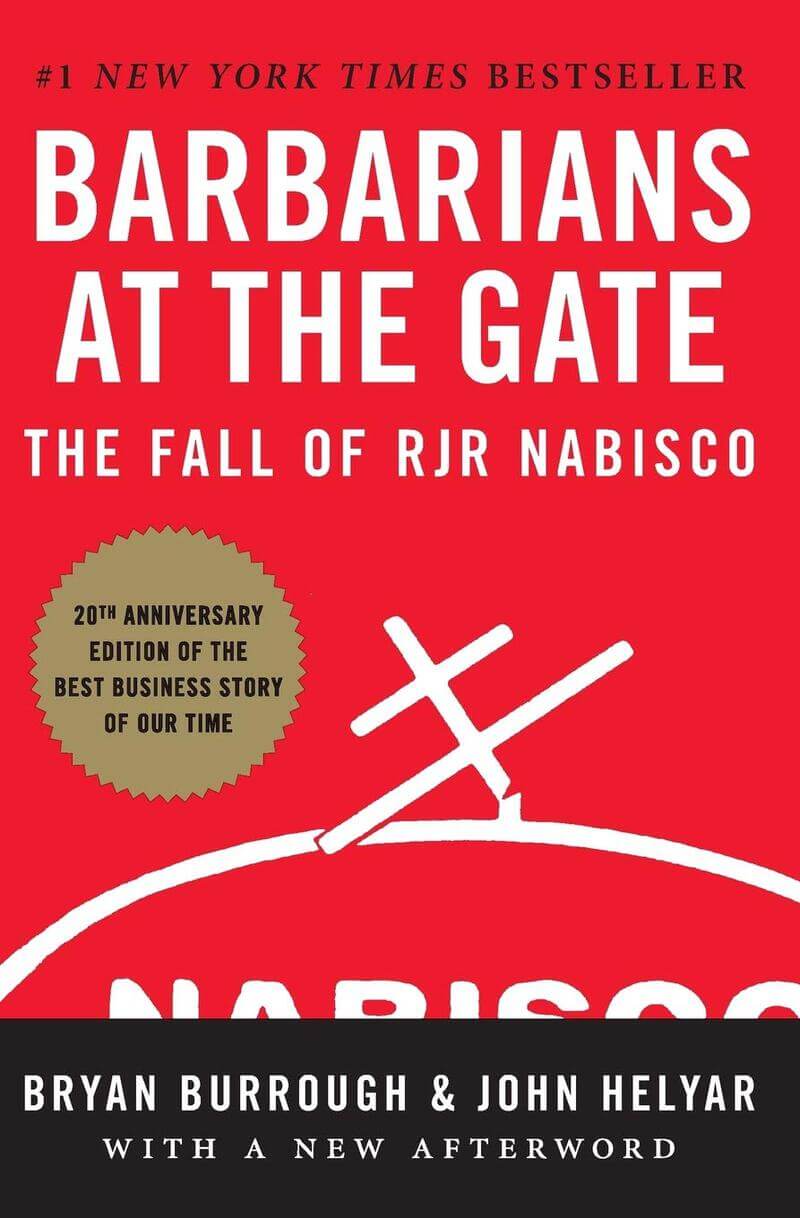 #1 NEW YORK TIMES BESTSELLER
BARBARIANS
AT THE GATE
THE FALL OF RJR NABISCO
20TH ANNIVERSARY
EDITION OF THE
BEST BUSINESS STORY
OF OUR TIME
NABISCO
BRYAN BURROUGH & JOHN HELYAR
WITH A NEW AFTERWORD